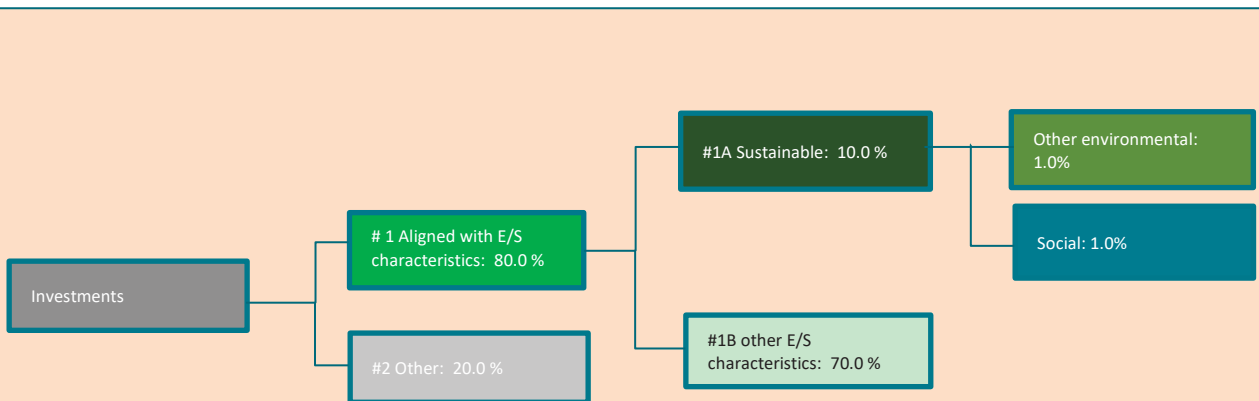 Investments
# 1 Aligned with E/S
characteristics: 80.0 %
#2 Other: 20.0 %
#1A Sustainable: 10.0 %
#1B other E/S
characteristics: 70.0 %
Other environmental:
1.0%
Social: 1.0%